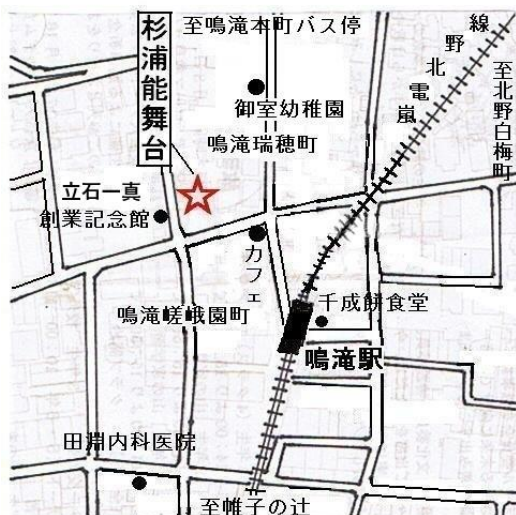 杉浦能舞台
至鳴滝本町バス停
嵐電北野線
至北野白梅町
御室幼稚園
鳴滝瑞穂町
立石一真
創業記念館
カフェ
千成餅食堂
鳴滝嵯峨園町
鳴滝駅
田淵内科医院
至帷子の辻